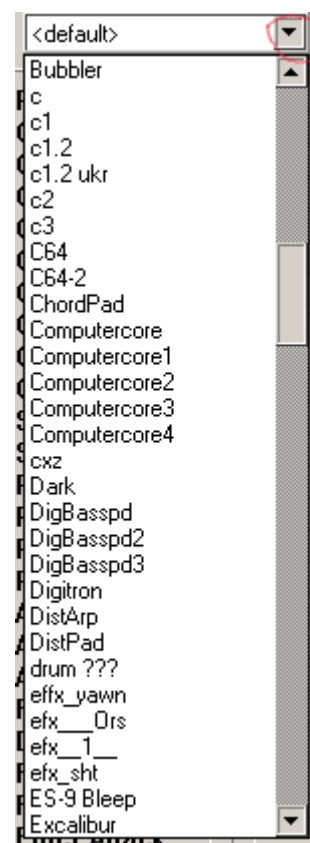 <default>
Bubbler
c
c1
c1.2
c1.2 ukr
c2
c3
C64
C64-2
ChordPad
Computercore
Computercore1
Computercore2
Computercore3
Computercore4
cxz
Dark
DigBasspd
DigBasspd2
DigBasspd3
Digitron
DistArp
DistPad
drum ???
effx_yawn
efx___0rs
efx__1__
efx_sht
ES-9 Bleep
Excalibur